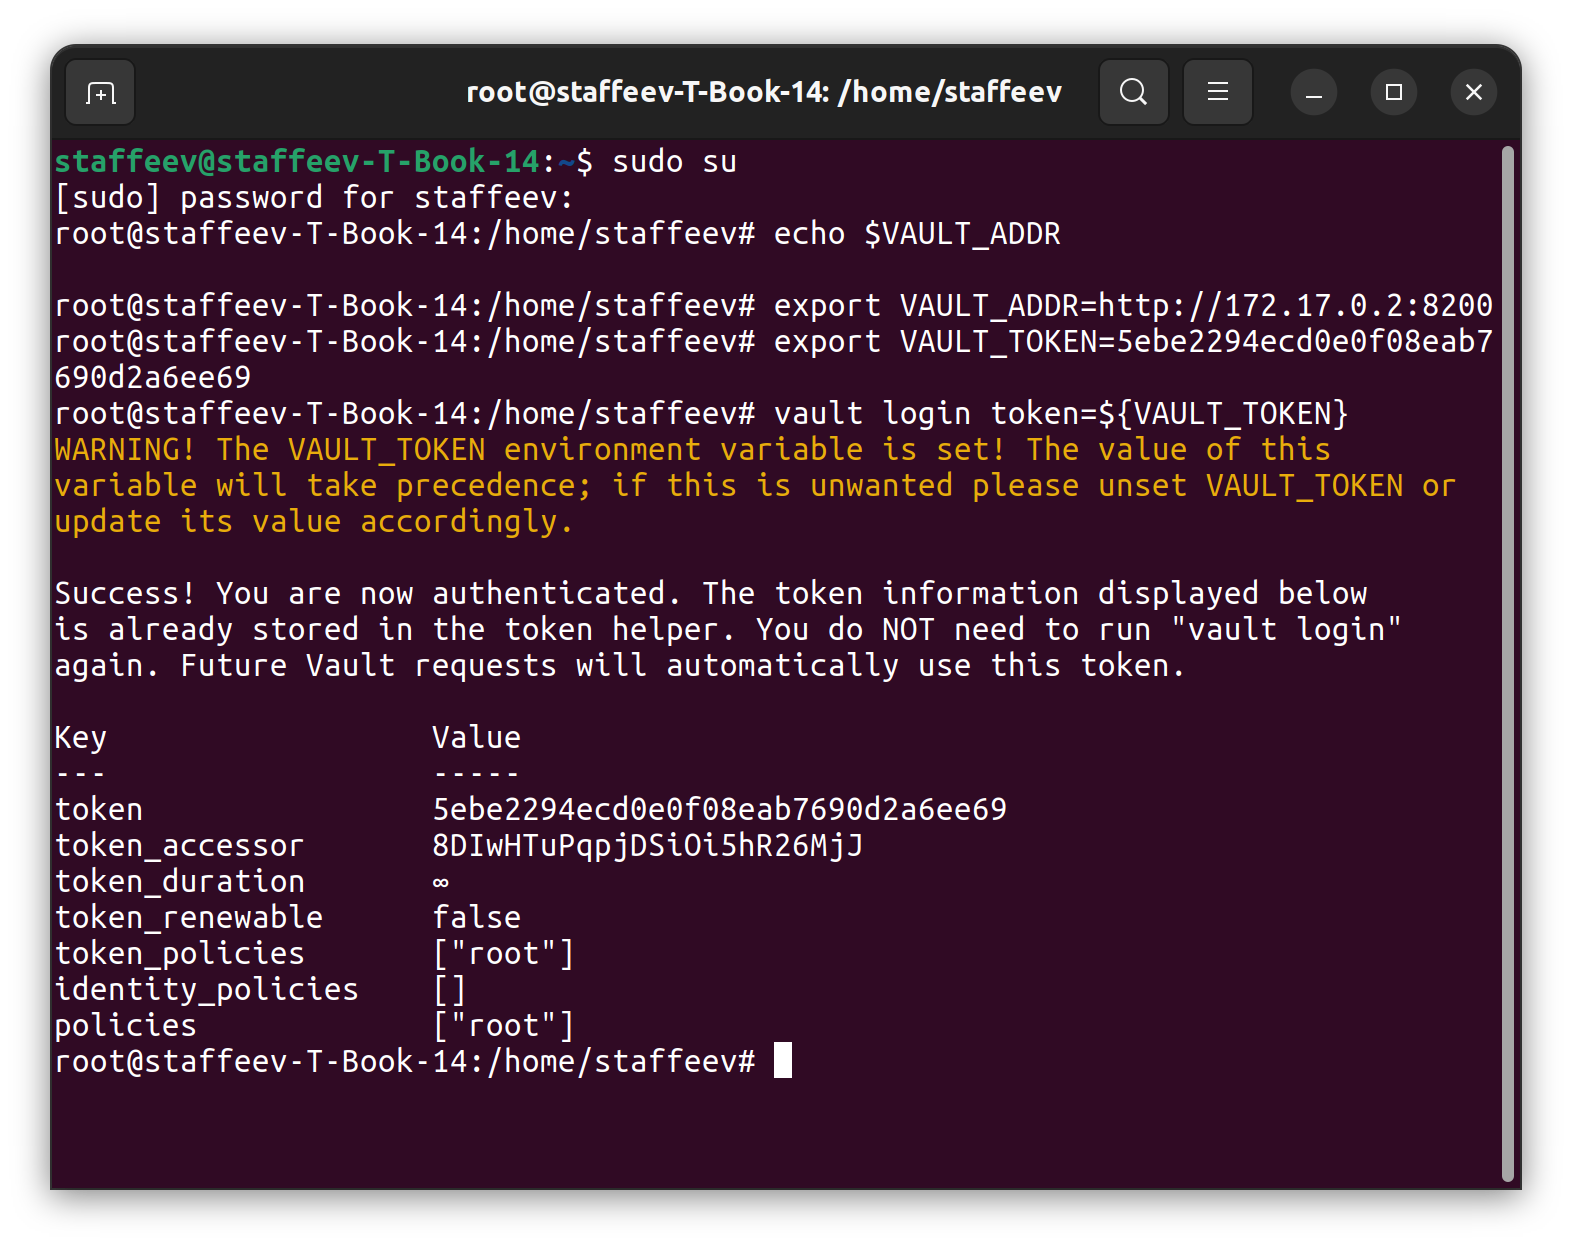 root@staffeev-T-Book-14: /home/staffeev
staffeev@staffeev-T-Book-14:~$ sudo su
[sudo] password for staffeev:
root@staffeev-T-Book-14:/home/staffeev# echo $VAULT_ADDR
root@staffeev-T-Book-14:/home/staffeev# export VAULT_ADDR=http://172.17.0.2:8200
root@staffeev-T-Book-14:/home/staffeev# export VAULT_TOKEN=5ebe2294ecd0e0f08eab7
690d2a6ee69
root@staffeev-T-Book-14:/home/staffeev# vault login token=${VAULT_TOKEN}
WARNING! The VAULT_TOKEN environment variable is set! The value of this
variable will take precedence; if this is unwanted please unset VAULT_TOKEN or
update its value accordingly.
Success! You are now authenticated. The token information displayed below
is already stored in the token helper. You do NOT need to run "vault login"
again. Future Vault requests will automatically use this token.
Key                  Value
---                  -----
token                5ebe2294ecd0e0f08eab7690d2a6ee69
token_accessor       8DIwHTuPqpjDSiOi5hR26MjJ
token_duration       ∞
token_renewable      false
token_policies       ["root"]
identity_policies    []
policies             ["root"]
root@staffeev-T-Book-14:/home/staffeev#